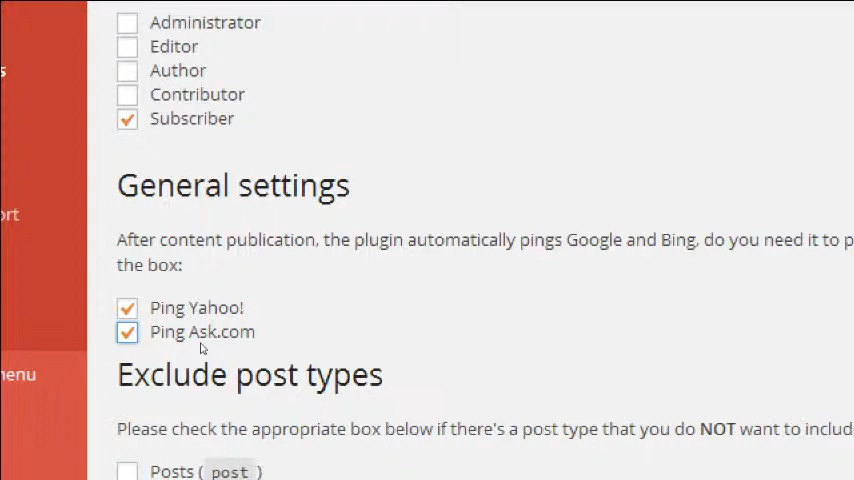 Administrator
Editor
s
Author
Contributor
Subscriber
General settings
ort
After content publication, the plugin automatically pings Google and Bing, do you need it to p
the box:
Ping Yahoo!
Ping Ask.com
Exclude post types
nenu
Please check the appropriate box below if there's a post type that you do NOT want to includ
Posts ( post )